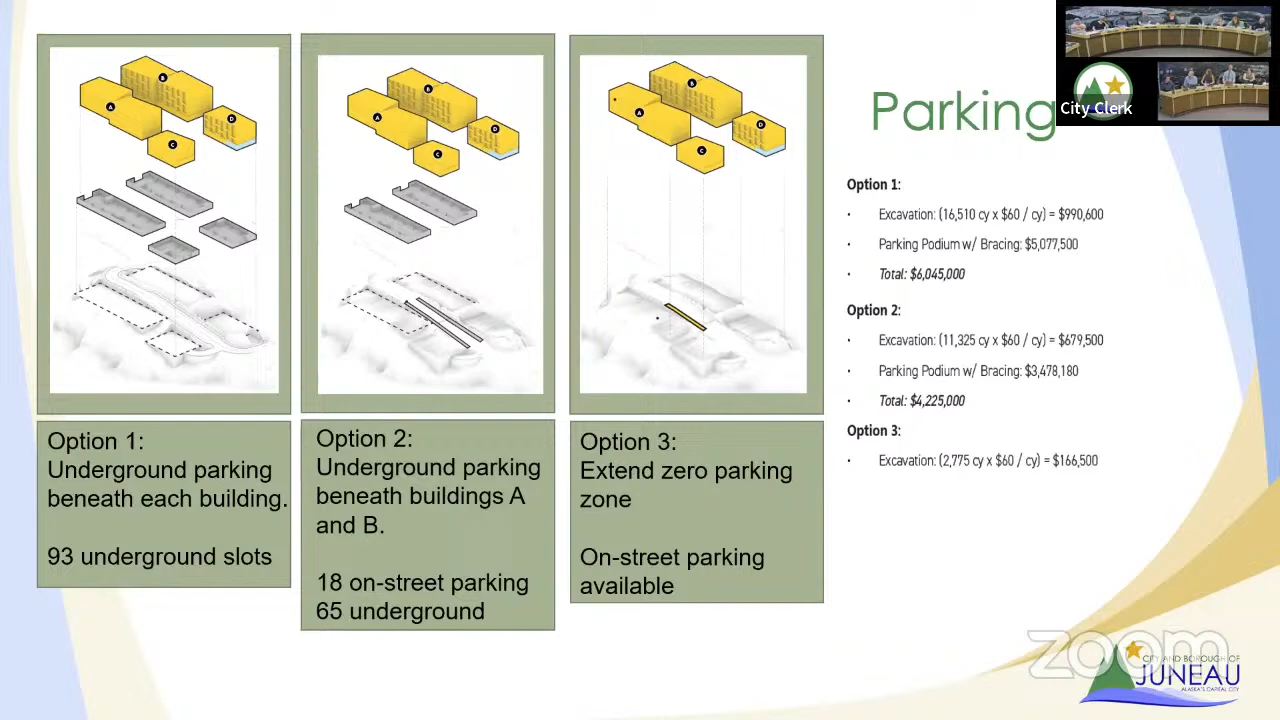 Parking
City Clerk
B
A
D
C
B
A
D
C
B
A
D
C
Option 1:
Underground parking
beneath each building.
93 underground slots
Option 2:
Underground parking
beneath buildings A
and B.
18 on-street parking
65 underground
Option 3:
Extend zero parking
zone
On-street parking
available
Option 1:
· Excavation: (16,510 cy x $60 / cy) = $990,600
· Parking Podium w/ Bracing: $5,077,500
· Total: $6,045,000
Option 2:
· Excavation: (11,325 cy x $60 / cy) = $679,500
· Parking Podium w/ Bracing: $3,478,180
· Total: $4,225,000
Option 3:
· Excavation: (2,775 cy x $60 / cy) = $166,500
zoom
CITY AND BOROUGH OF
JUNEAU
ALASKA'S CAPITAL CITY